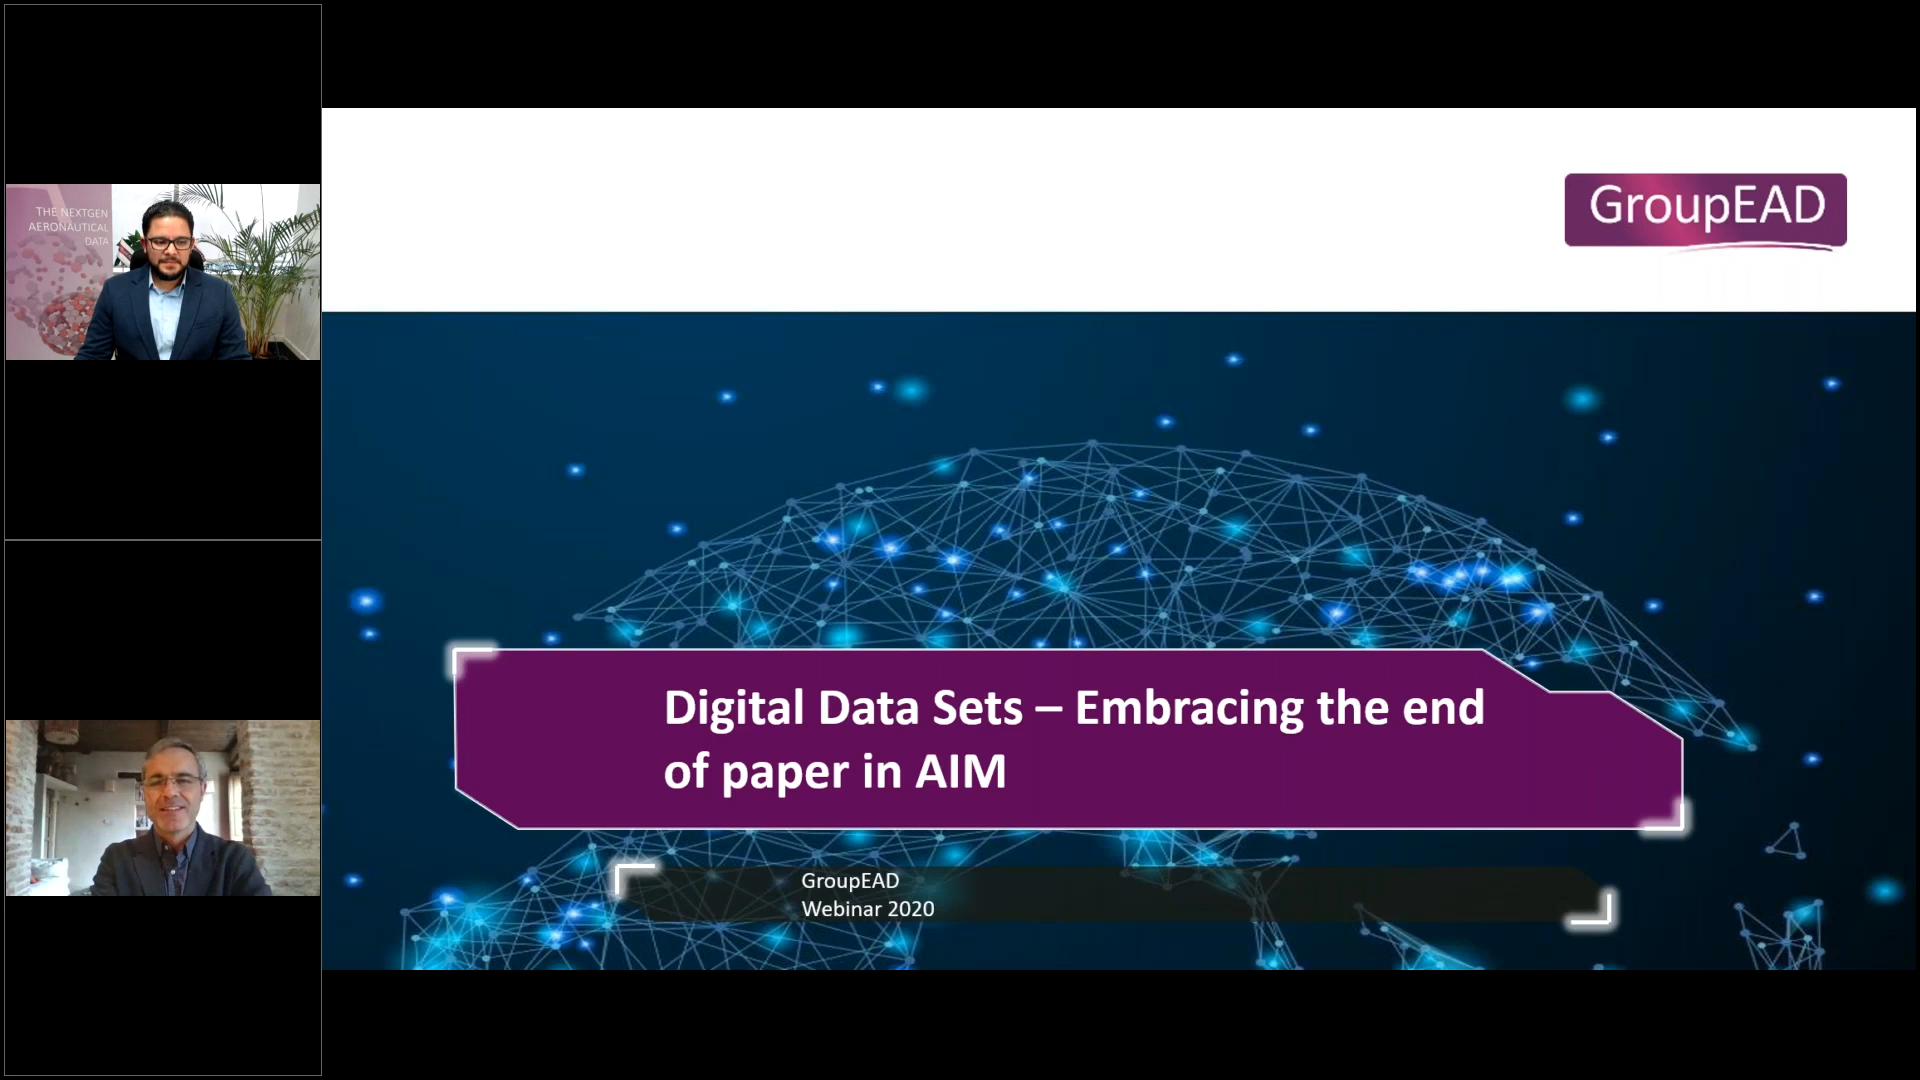 THE NEXTGEN
AERONAUTICAL
DATA
GroupEAD
Digital Data Sets – Embracing the end
of paper in AIM
GroupEAD
Webinar 2020